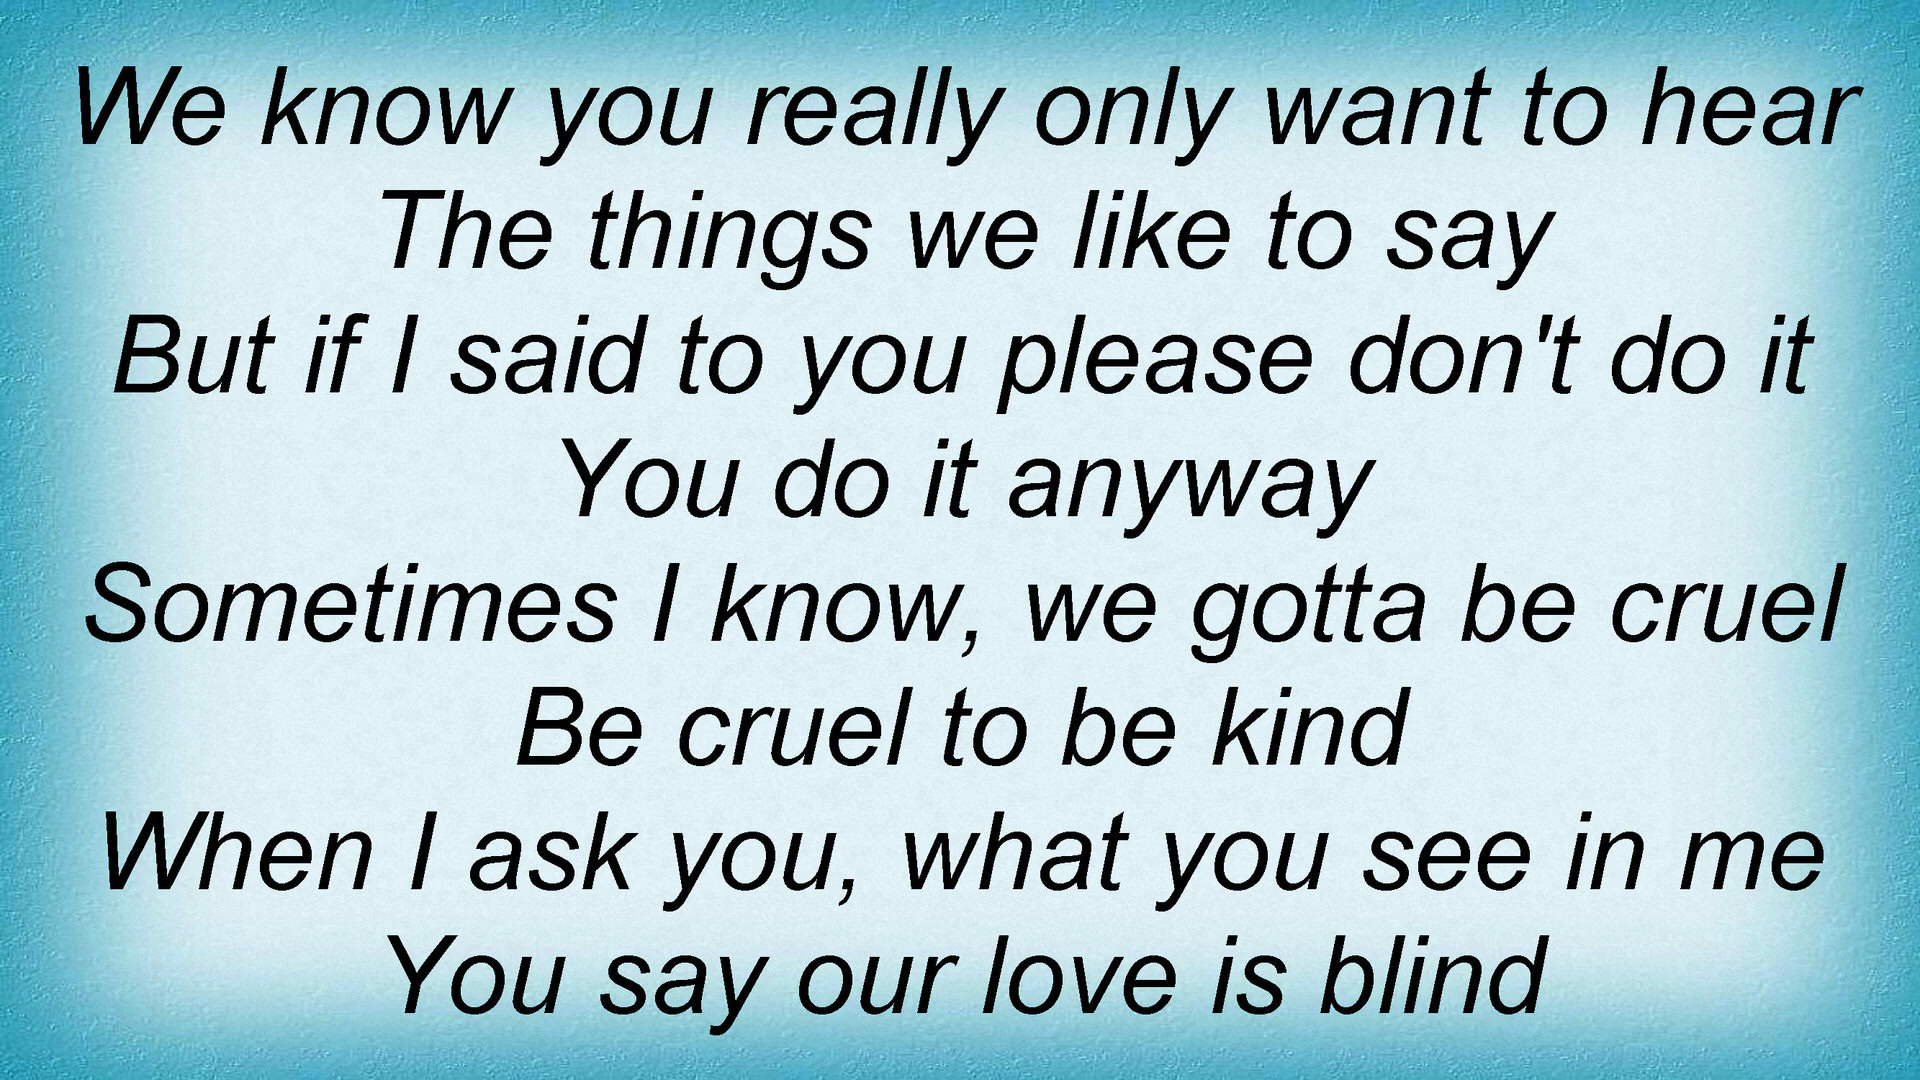 We know you really only want to hear
The things we like to say
But if I said to you please don't do it
You do it anyway
Sometimes I know, we gotta be cruel
Be cruel to be kind
When I ask you, what you see in me
You say our love is blind